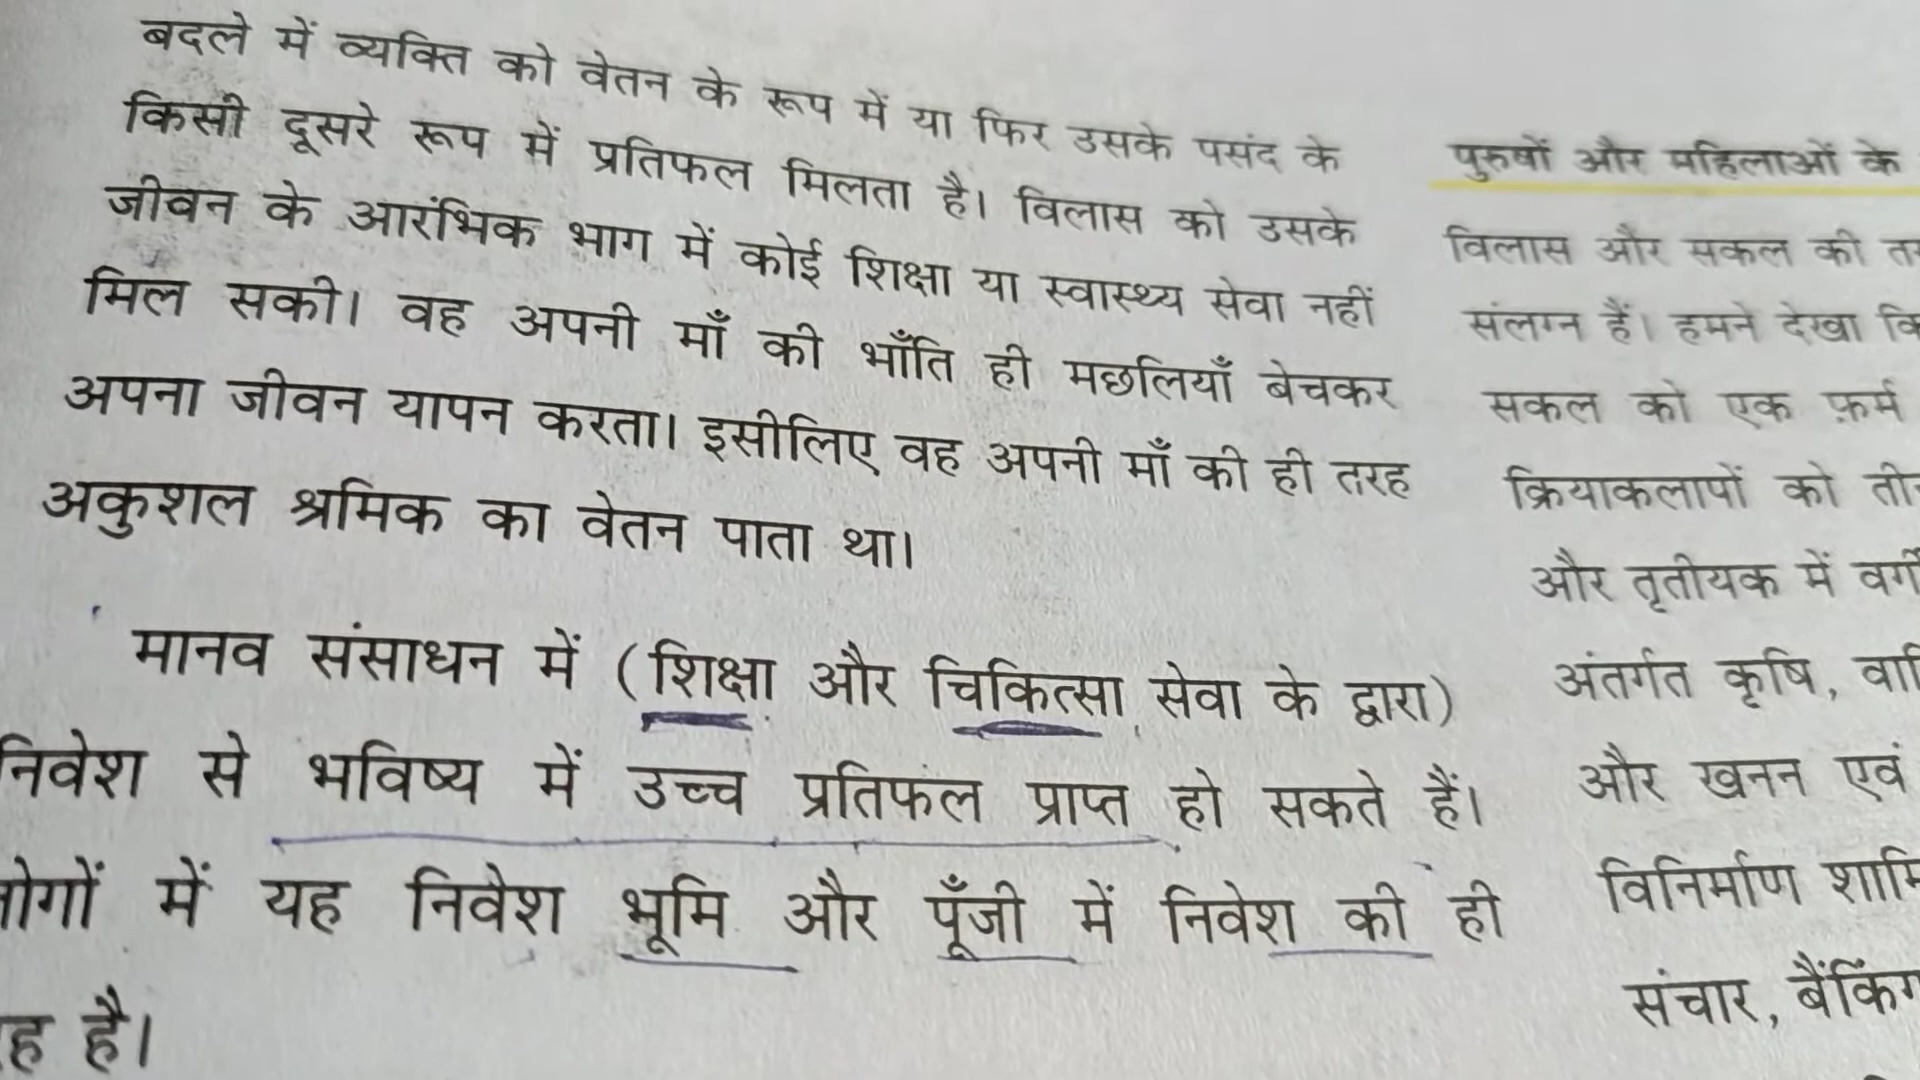 बदले में व्यक्ति को वेतन के रूप में या फिर उसके पसंद के
किसी दूसरे रूप में प्रतिफल मिलता है। विलास को उसके
जीवन के आरंभिक भाग में कोई शिक्षा या स्वास्थ्य सेवा नहीं
मिल सकी। वह अपनी माँ की भाँति ही मछलियाँ बेचकर
अपना जीवन यापन करता। इसीलिए वह अपनी माँ की ही तरह
अकुशल श्रमिक का वेतन पाता था।
मानव संसाधन में (शिक्षा और चिकित्सा सेवा के द्वारा)
निवेश से भविष्य में उच्च प्रतिफल प्राप्त हो सकते हैं।
में यह निवेश भूमि और पूँजी में निवेश की ही
है।
पुरुषों और महिलाओं के
विलास और सकल की
संलग्न हैं। हमने देखा
सकल को एक फ़र्म
क्रियाकलापों को
और तृतीयक में
अंतर्गत कृषि,
और खनन एवं
विनिर्माण
संचार,